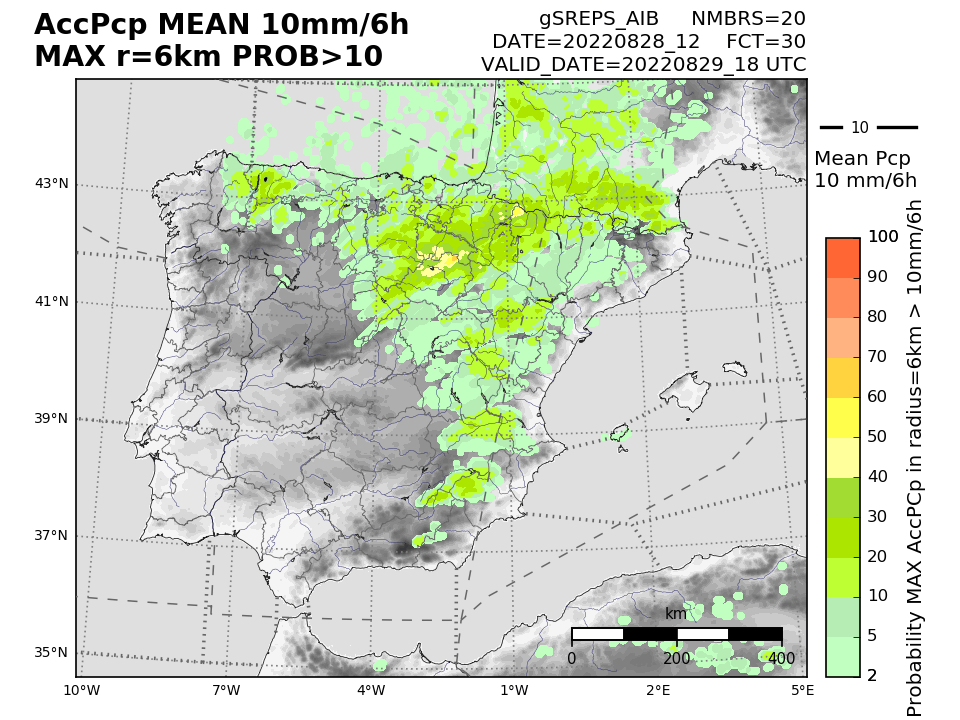 AccPcp MEAN 10mm/6h
MAX r=6km PROB>10
gSREPS_AIB NMBRS=20
DATE=20220828_12 FCT=30
VALID_DATE=20220829_18 UTC
10
Mean Pcp
10 mm/6h
100
90
80
70
60
50
40
30
20
10
5
2
Probability MAX AccPCp in radius=6km > 10mm/6h
43°N
41°N
39°N
37°N
35°N
10°W
7°W
4°W
1°W
2°E
5°E
km
0
200
400